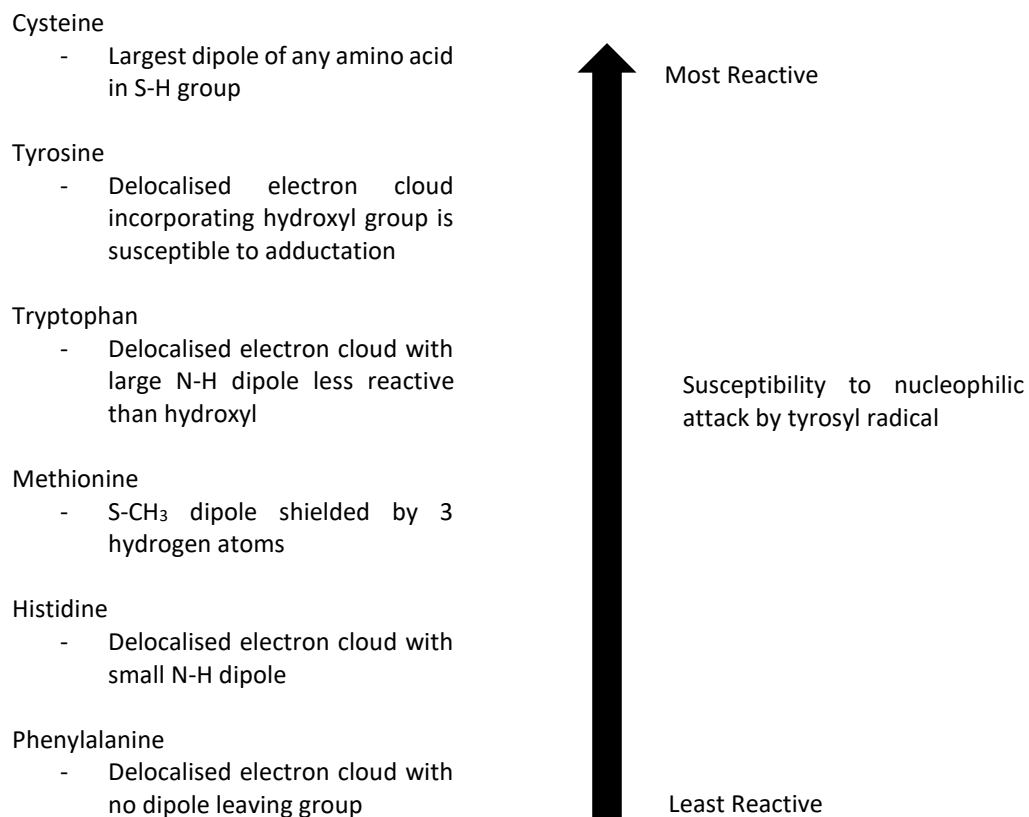 Cysteine
- Largest dipole of any amino acid
in S-H group
Most Reactive
Tyrosine
- Delocalised electron cloud
incorporating hydroxyl group is
susceptible to adductation
Tryptophan
- Delocalised electron cloud with
large N-H dipole less reactive
than hydroxyl
Susceptibility to nucleophilic
attack by tyrosyl radical
Methionine
- S-CH₃ dipole shielded by 3
hydrogen atoms
Histidine
- Delocalised electron cloud with
small N-H dipole
Phenylalanine
- Delocalised electron cloud with
no dipole leaving group
Least Reactive